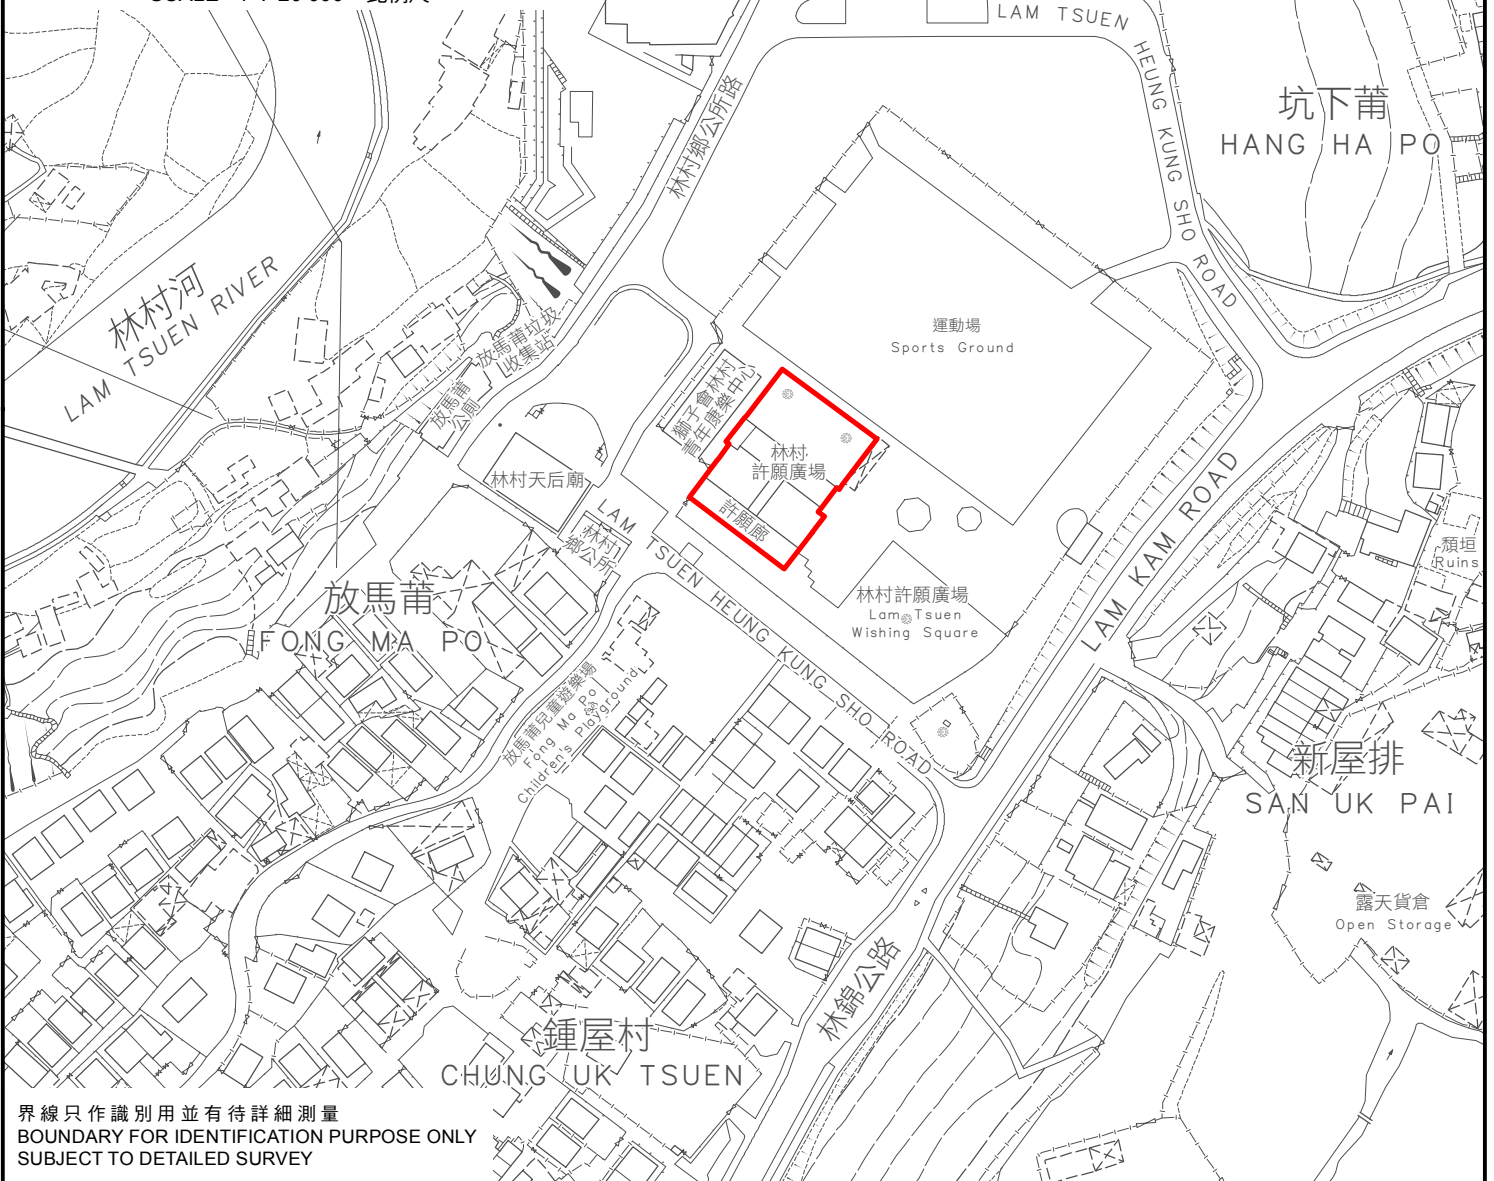 LAM TSUEN HEUNG KUNG SHO ROAD
坑下莆
HANG HA PO
林村鄉公所路
林村河
LAM TSUEN RIVER
運動場
Sports Ground
放馬莆垃圾
收集站
放馬莆
公廁
獅子會林村
青年康樂中心
林村
許願廣場
許願廊
林村天后廟
林村
鄉公所
LAM TSUEN HEUNG KUNG SHO ROAD
LAM KAM ROAD
頹垣
Ruins
林村許願廣場
Lam Tsuen
Wishing Square
放馬莆
FONG MA PO
放馬莆兒童遊樂場
Fong Ma Po
Children's Playground
新屋排
SAN UK PAI
露天貨倉
Open Storage
林錦公路
鍾屋村
CHUNG UK TSUEN
界線只作識別用並有待詳細測量
BOUNDARY FOR IDENTIFICATION PURPOSE ONLY
SUBJECT TO DETAILED SURVEY